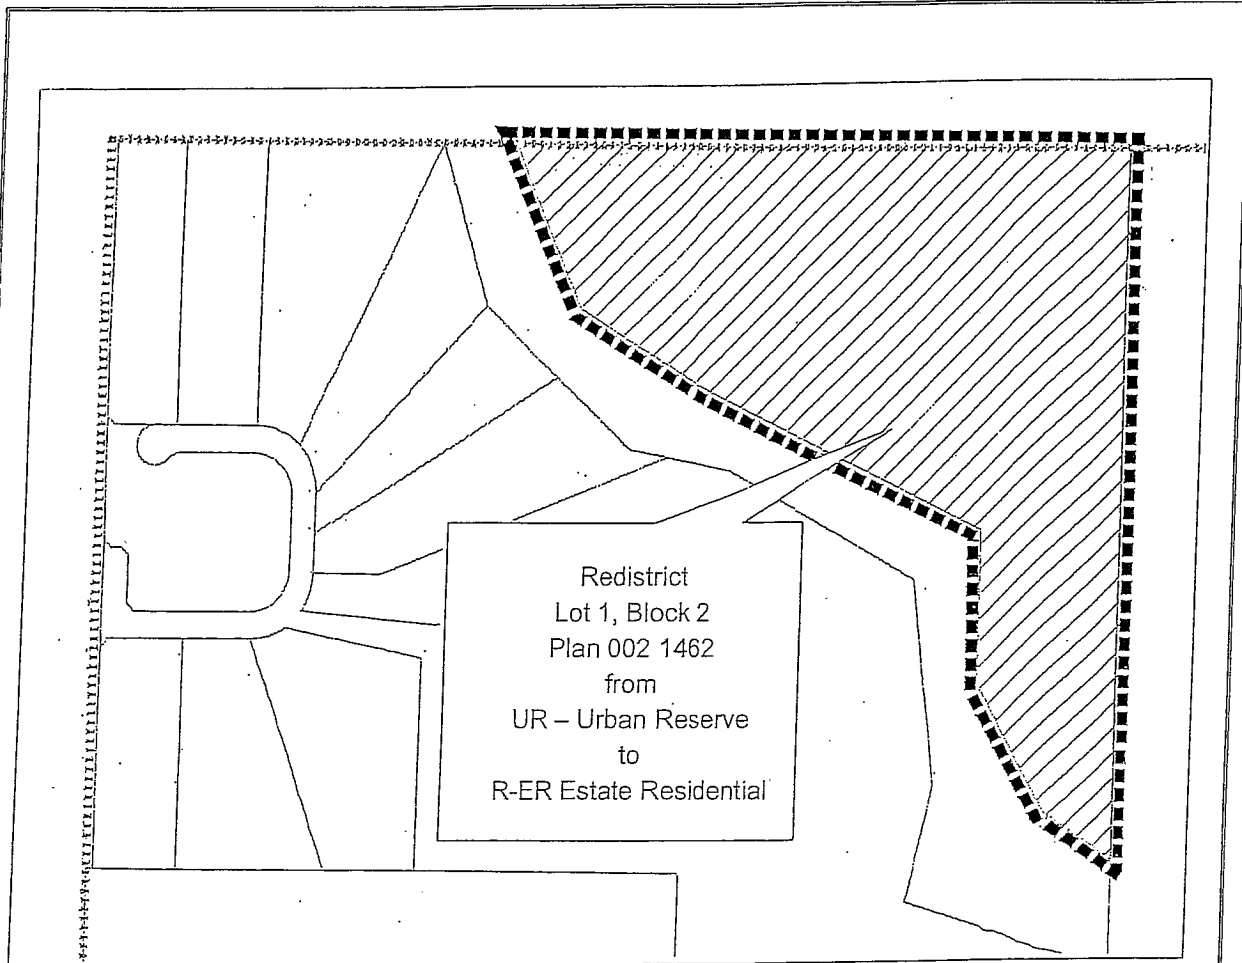 Redistrict
Lot 1, Block 2
Plan 002 1462
from
UR – Urban Reserve
to
R-ER Estate Residential